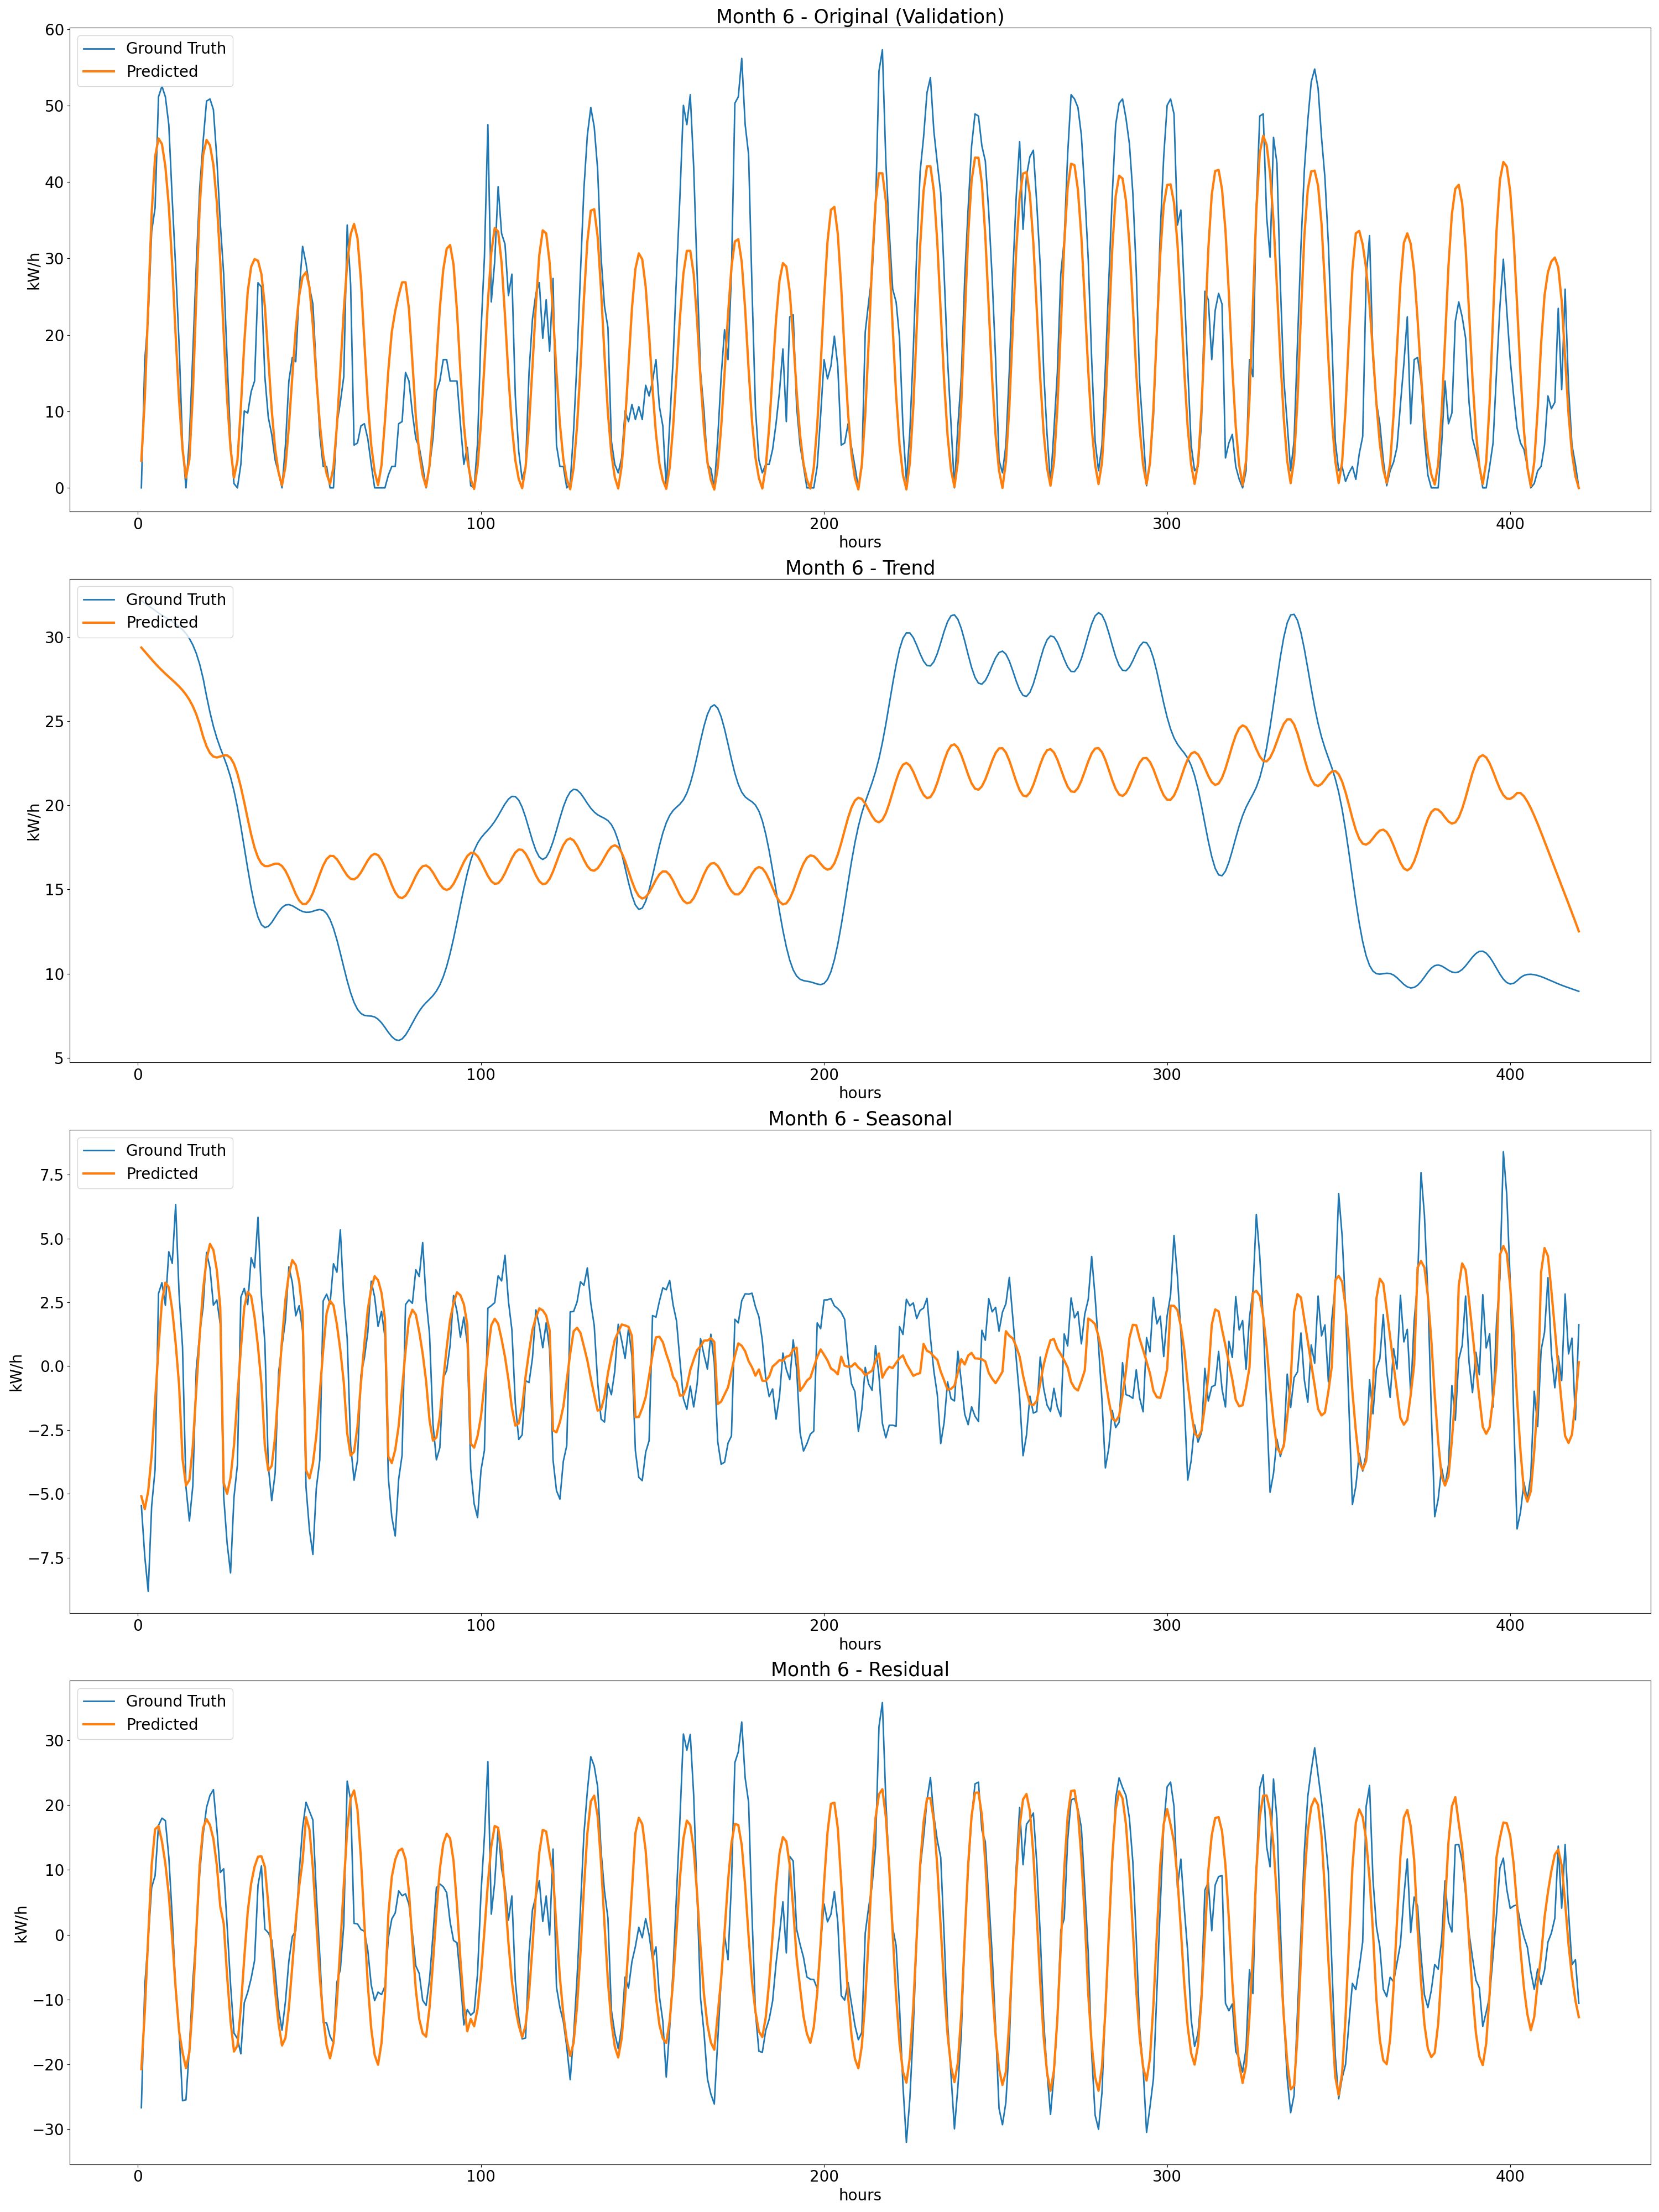 Month 6 - Original (Validation)
Ground Truth
Predicted
kW/h
60
50
40
30
20
10
0
0 100 200 300 400
hours
Month 6 - Trend
Ground Truth
Predicted
kW/h
30
25
20
15
10
5
0 100 200 300 400
hours
Month 6 - Seasonal
Ground Truth
Predicted
kW/h
7.5
5.0
2.5
0.0
−2.5
−5.0
−7.5
0 100 200 300 400
hours
Month 6 - Residual
Ground Truth
Predicted
kW/h
30
20
10
0
−10
−20
−30
0 100 200 300 400
hours